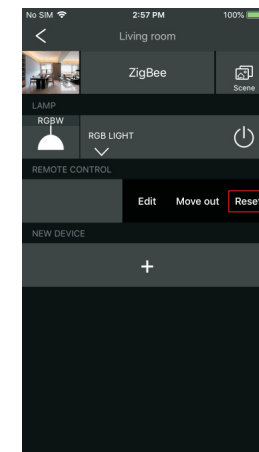 No SIM 2:57 PM 100%
Living room
ZigBee
Scene
LAMP
RGBW
RGB LIGHT
REMOTE CONTROL
Edit Move out Reset
NEW DEVICE
+